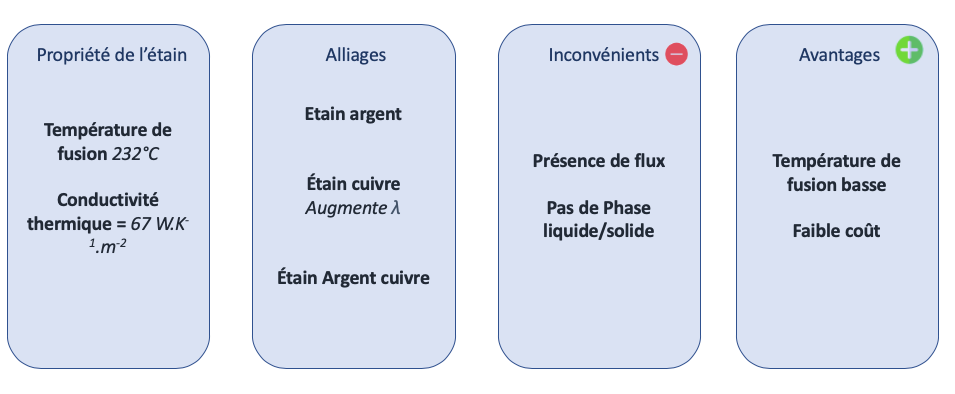 Propriété de l’étain
Température de
fusion 232°C
Conductivité
thermique = 67 W.K-
1.m-2
Alliages
Etain argent
Étain cuivre
Augmente λ
Étain Argent cuivre
Inconvénients
Présence de flux
Pas de Phase
liquide/solide
Avantages
Température de
fusion basse
Faible coût